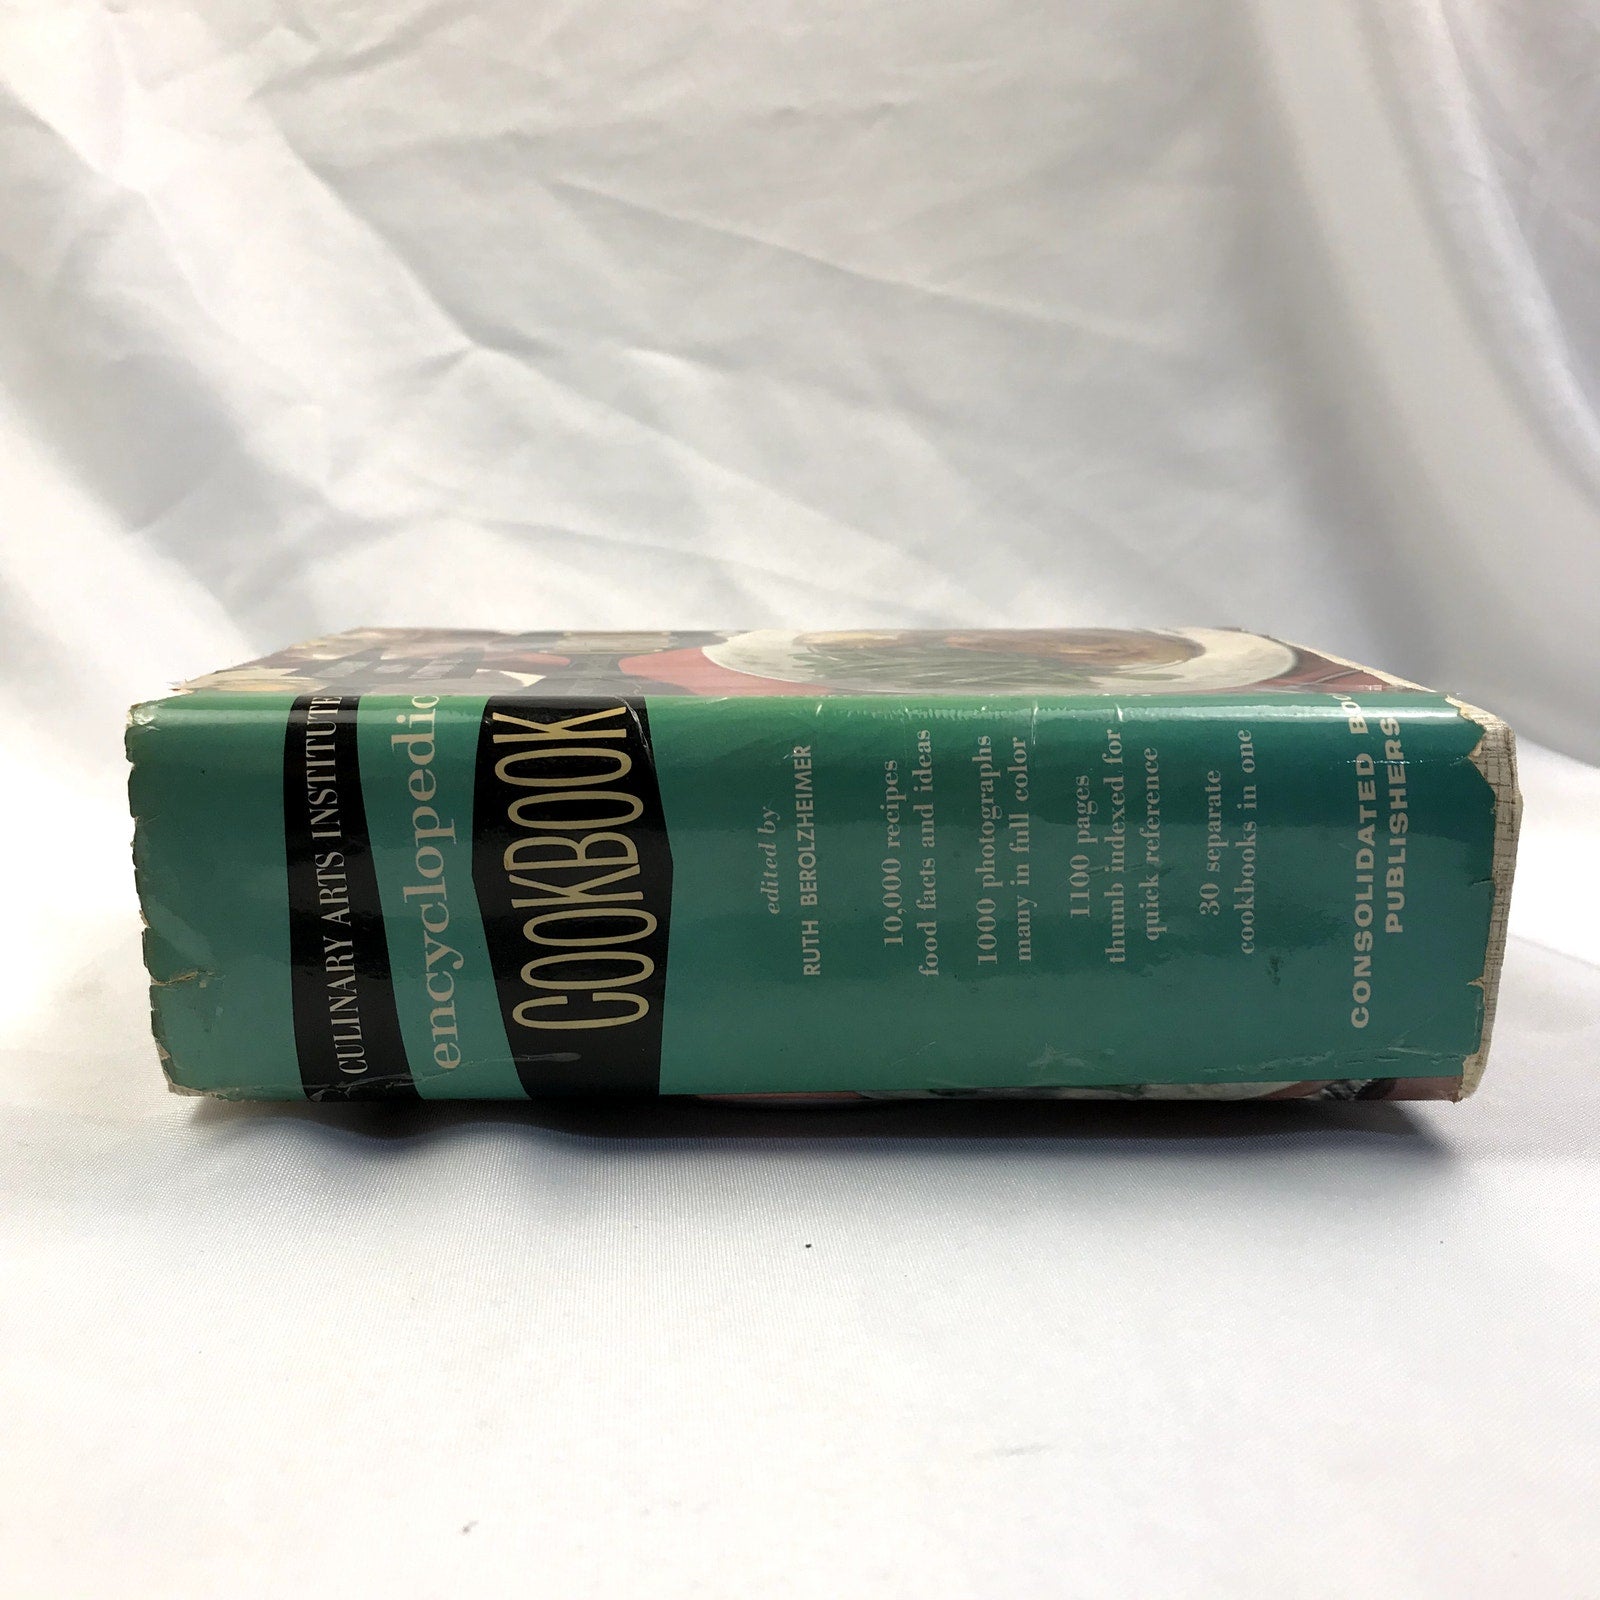 CULINARY ARTS INSTITUTE
encyclopedic
COOKBOOK
edited by
RUTH BEROLZHEIMER
10,000 recipes
food facts and ideas
1000 photographs
many in full color
1100 pages
thumb indexed for
quick reference
30 separate
cookbooks in one
CONSOLIDATED
PUBLISHERS